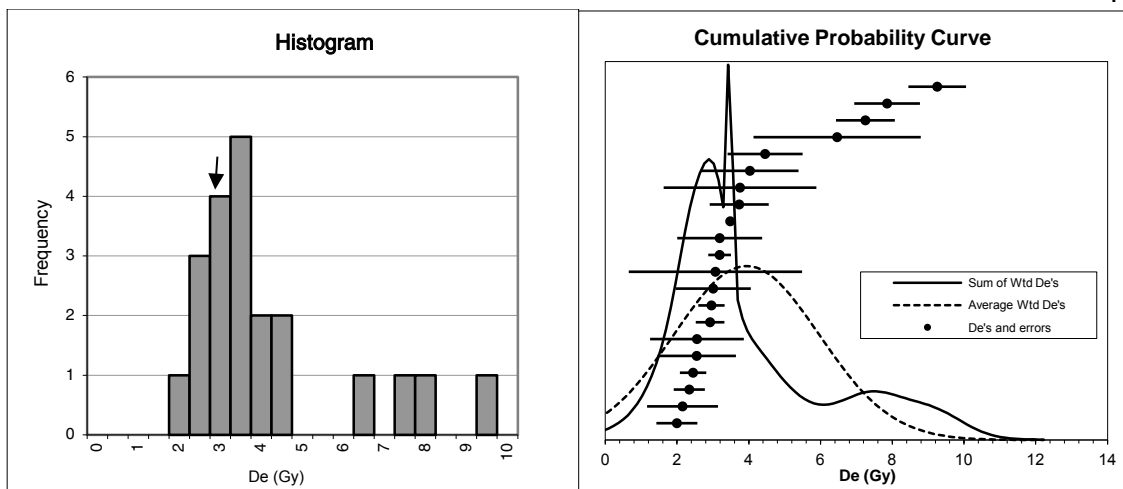 Histogram
6
5
4
3
2
1
0
Frequency
0 1 2 3 4 5 6 7 8 9 10
De (Gy)
Cumulative Probability Curve
Sum of Wtd De's
Average Wtd De's
De's and errors
0 2 4 6 8 10 12 14
De (Gy)